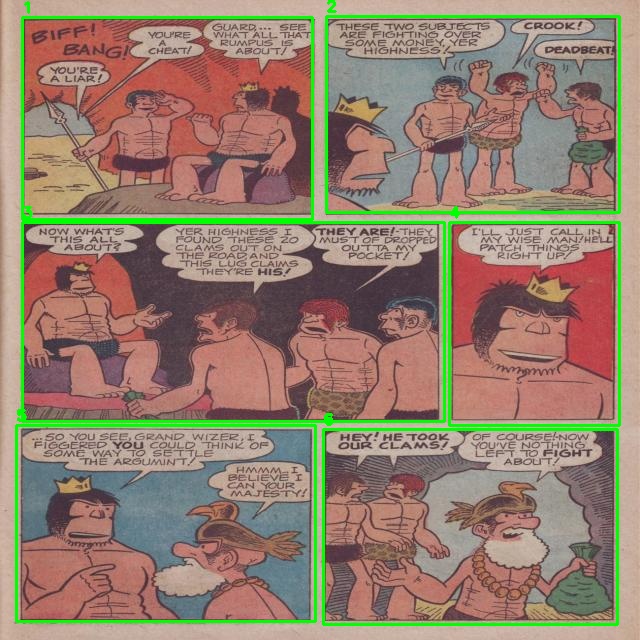 1
BIFF!
BANG!
YOU'RE
A LIAR!
YOU'RE
A
CHEAT!
GUARD,... SEE
WHAT ALL THAT
RUMPUS IS
ABOUT!
2
THESE TWO SUBJECTS
ARE FIGHTING OVER
SOME MONEY, YER
HIGHNESS!
CROOK!
DEADBEAT!
3
NOW WHAT'S
THIS ALL
ABOUT?
YER HIGHNESS I
FOUND THESE 20
CLAMS OUT ON
THE ROAD, AND
THIS LUG CLAIMS
THEY'RE HIS!
THEY ARE!-THEY
MUST OF DROPPED
OUTTA MY
POCKET!
4
I'LL JUST CALL IN
MY WISE MAN! HE'LL
PATCH THINGS
RIGHT UP!
5
...SO YOU SEE, GRAND WIZER, I
FIGGERED YOU COULD THINK OF
SOME WAY TO SETTLE
THE ARGUMINT!
HMMM.. I
BELIEVE I
CAN YOUR
MAJESTY!
6
HEY! HE TOOK
OUR CLAMS!
OF COURSE!-NOW
YOU'VE NOTHING
LEFT TO FIGHT
ABOUT!